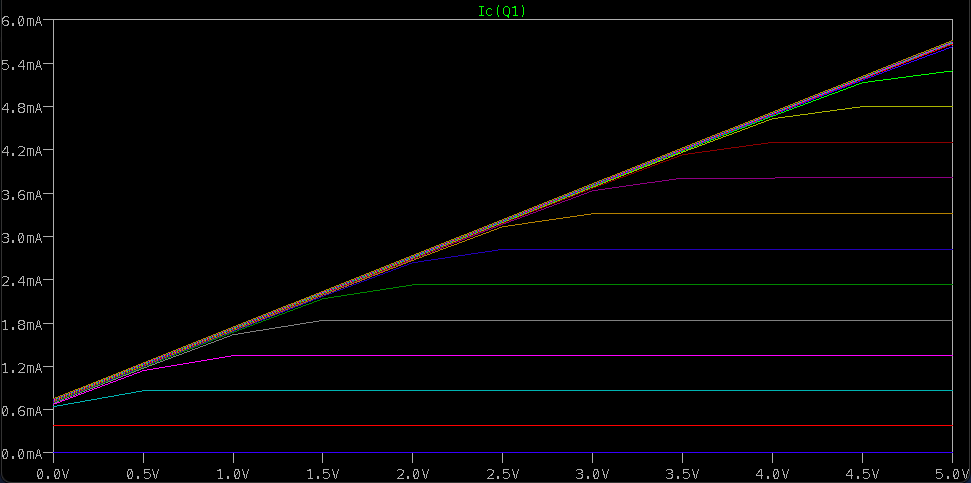 Ic(Q1)
6.0mA
5.4mA
4.8mA
4.2mA
3.6mA
3.0mA
2.4mA
1.8mA
1.2mA
0.6mA
0.0mA
0.0V 0.5V 1.0V 1.5V 2.0V 2.5V 3.0V 3.5V 4.0V 4.5V 5.0V